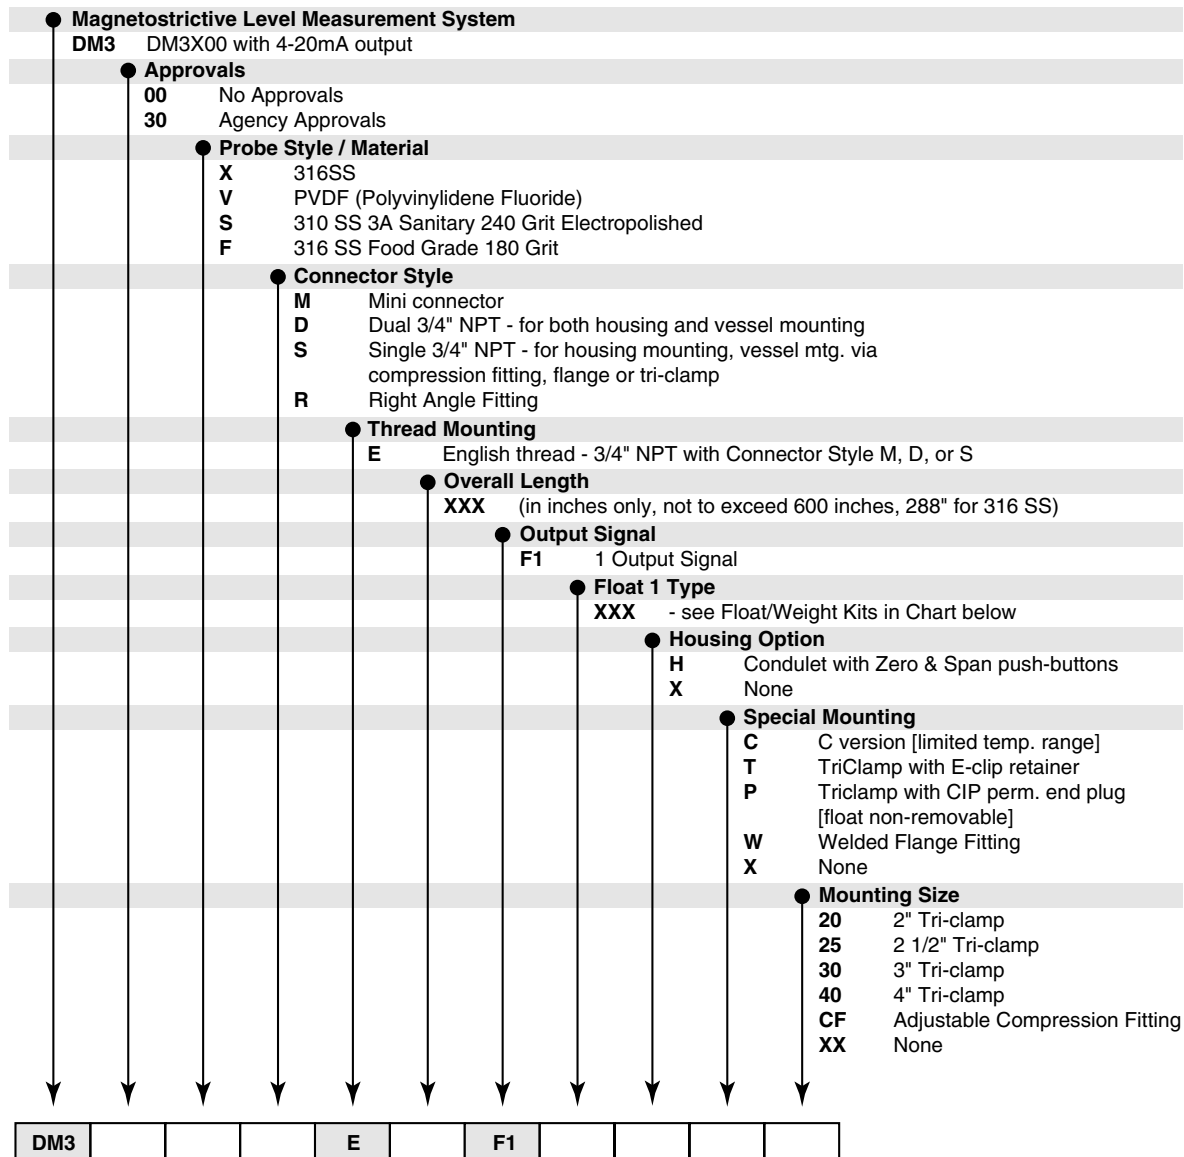 Magnetostrictive Level Measurement System
DM3 DM3X00 with 4-20mA output
Approvals
00 No Approvals
30 Agency Approvals
Probe Style / Material
X 316SS
V PVDF (Polyvinylidene Fluoride)
S 310 SS 3A Sanitary 240 Grit Electropolished
F 316 SS Food Grade 180 Grit
Connector Style
M Mini connector
D Dual 3/4" NPT - for both housing and vessel mounting
S Single 3/4" NPT - for housing mounting, vessel mtg. via
compression fitting, flange or tri-clamp
R Right Angle Fitting
Thread Mounting
E English thread - 3/4" NPT with Connector Style M, D, or S
Overall Length
XXX (in inches only, not to exceed 600 inches, 288" for 316 SS)
Output Signal
F1 1 Output Signal
Float 1 Type
XXX - see Float/Weight Kits in Chart below
Housing Option
H Condulet with Zero & Span push-buttons
X None
Special Mounting
C C version [limited temp. range]
T TriClamp with E-clip retainer
P Triclamp with CIP perm. end plug
[float non-removable]
W Welded Flange Fitting
X None
Mounting Size
20 2" Tri-clamp
25 2 1/2" Tri-clamp
30 3" Tri-clamp
40 4" Tri-clamp
CF Adjustable Compression Fitting
XX None
DM3 E F1